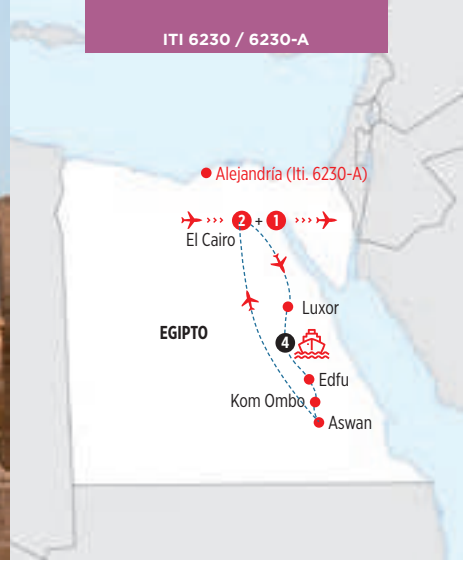 ITI 6230 / 6230-A
Alejandría (Iti. 6230-A)
2 + 1
El Cairo
Luxor
EGIPTO
4
Edfu
Kom Ombo
Aswan